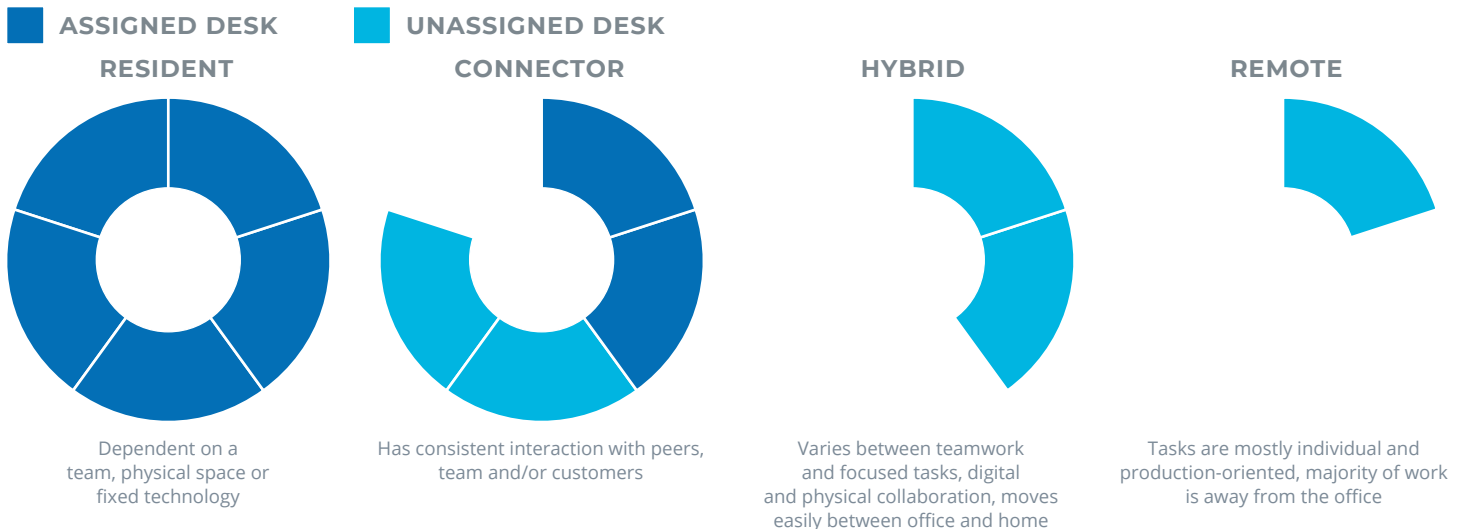 ASSIGNED DESK
UNASSIGNED DESK
RESIDENT
CONNECTOR
HYBRID
REMOTE
Dependent on a
team, physical space or
fixed technology
Has consistent interaction with peers,
team and/or customers
Varies between teamwork
and focused tasks, digital
and physical collaboration, moves
easily between office and home
Tasks are mostly individual and
production-oriented, majority of work
is away from the office